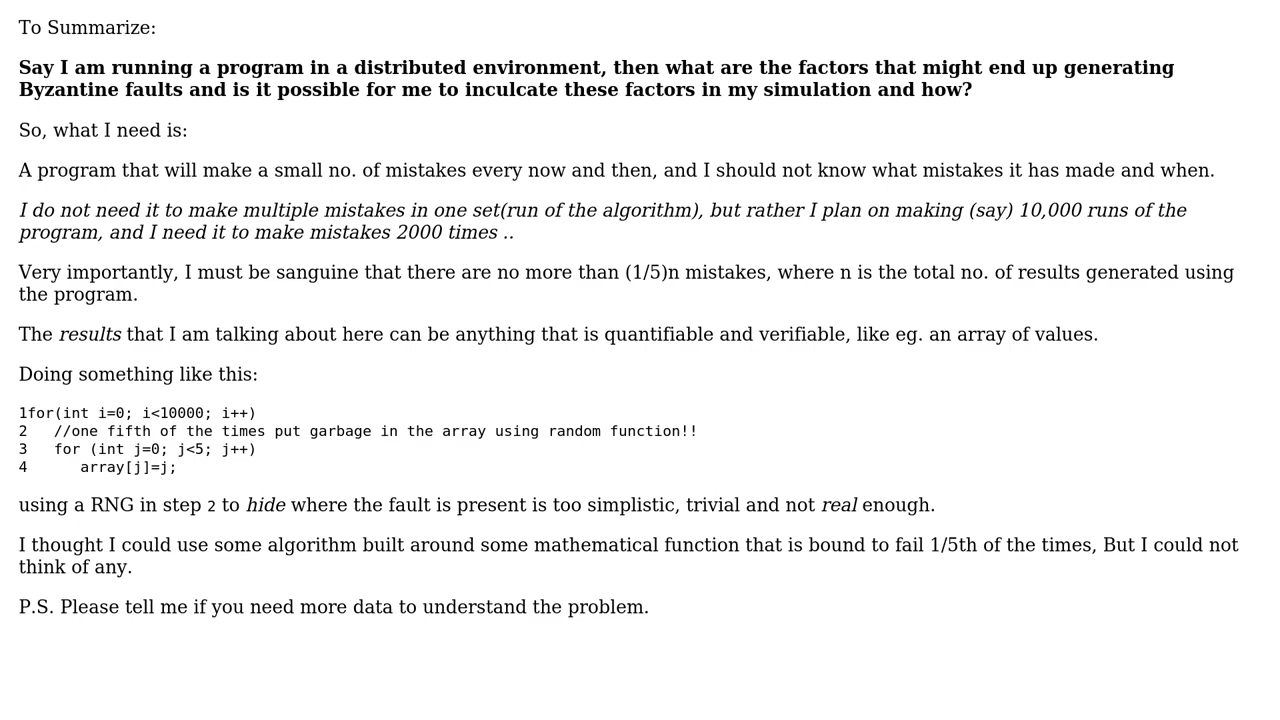 To Summarize:
Say I am running a program in a distributed environment, then what are the factors that might end up generating
Byzantine faults and is it possible for me to inculcate these factors in my simulation and how?
So, what I need is:
A program that will make a small no. of mistakes every now and then, and I should not know what mistakes it has made and when.
I do not need it to make multiple mistakes in one set(run of the algorithm), but rather I plan on making (say) 10,000 runs of the
program, and I need it to make mistakes 2000 times ..
Very importantly, I must be sanguine that there are no more than (1/5)n mistakes, where n is the total no. of results generated using
the program.
The results that I am talking about here can be anything that is quantifiable and verifiable, like eg. an array of values.
Doing something like this:
1for(int i=0; i<10000; i++)
2   //one fifth of the times put garbage in the array using random function!!
3   for (int j=0; j<5; j++)
4      array[j]=j;
using a RNG in step 2 to hide where the fault is present is too simplistic, trivial and not real enough.
I thought I could use some algorithm built around some mathematical function that is bound to fail 1/5th of the times, But I could not
think of any.
P.S. Please tell me if you need more data to understand the problem.